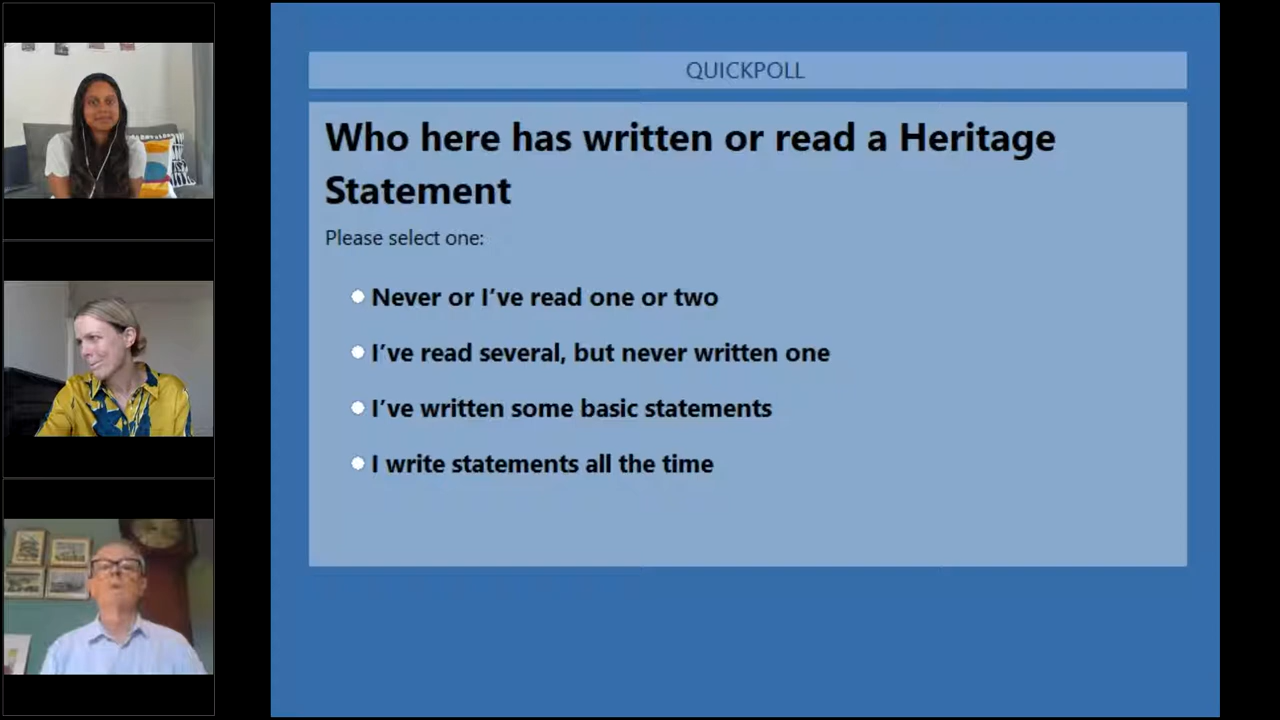 QUICKPOLL
Who here has written or read a Heritage
Statement
Please select one:
Never or I’ve read one or two
I’ve read several, but never written one
I’ve written some basic statements
I write statements all the time